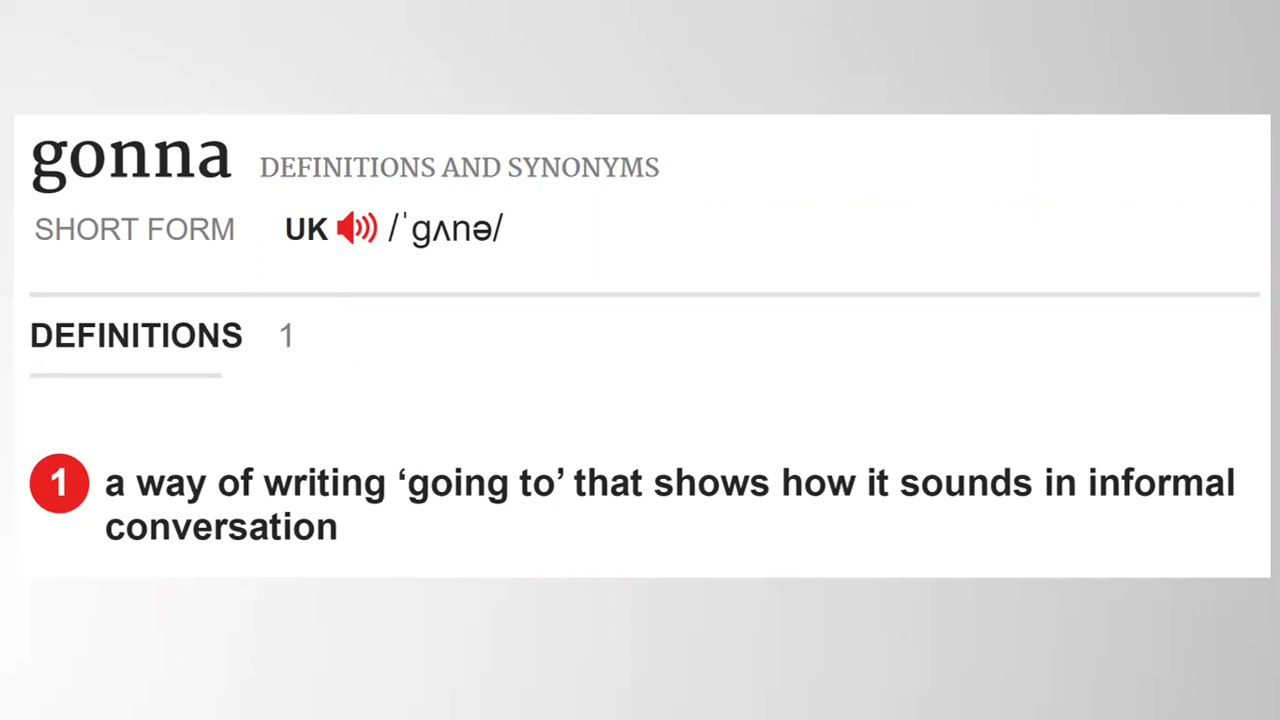 gonna DEFINITIONS AND SYNONYMS
SHORT FORM UK /ˈgʌnə/
DEFINITIONS 1
1 a way of writing ‘going to’ that shows how it sounds in informal
conversation